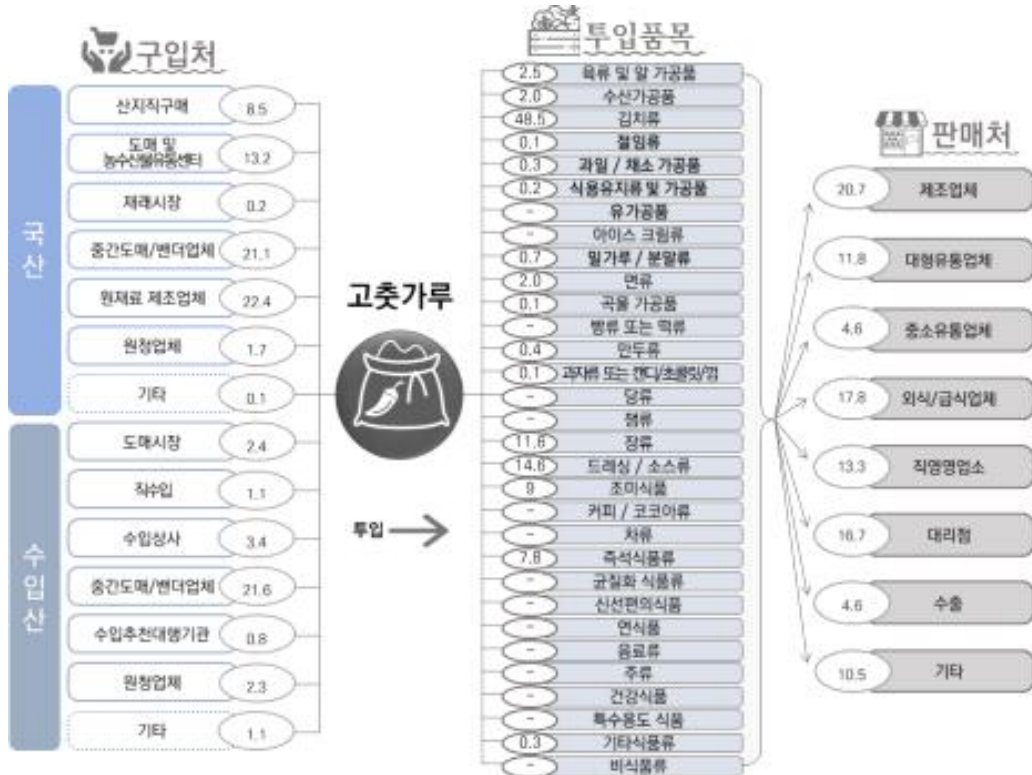 구입처
국산
산지직구매 8.5
도매 및
농수산물유통센터 13.2
재래시장 0.2
중간도매/밴더업체 21.1
원재료 제조업체 22.4
원청업체 1.7
기타 0.1
수입산
도매시장 2.4
직수입 1.1
수입상사 3.4
중간도매/밴더업체 21.6
수입추천대행기관 0.8
원청업체 2.3
기타 1.1
고춧가루
투입
투입품목
2.5 육류 및 알 가공품
2.0 수산가공품
48.5 김치류
0.1 절임류
0.3 과일 / 채소 가공품
0.2 식용유지류 및 가공품
- 유가공품
- 아이스 크림류
0.7 밀가루 / 분말류
2.0 면류
0.1 곡물 가공품
- 빵류 또는 떡류
0.4 만두류
0.1 과자류 또는 캔디/초콜릿/껌
- 당류
- 잼류
11.6 장류
14.6 드레싱 / 소스류
9 조미식품
- 커피 / 코코아류
- 차류
7.8 즉석식품류
- 균질화 식품류
- 신선편의식품
- 연식품
- 음료류
- 주류
- 건강식품
- 특수용도 식품
0.3 기타식품류
- 비식품류
판매처
20.7 제조업체
11.8 대형유통업체
4.6 중소유통업체
17.8 외식/급식업체
13.3 직영영업소
16.7 대리점
4.6 수출
10.5 기타